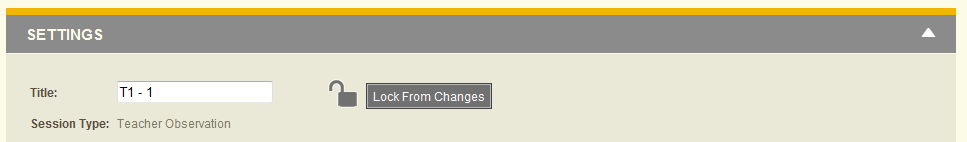 SETTINGS
Title: T1 - 1 Lock From Changes
Session Type: Teacher Observation